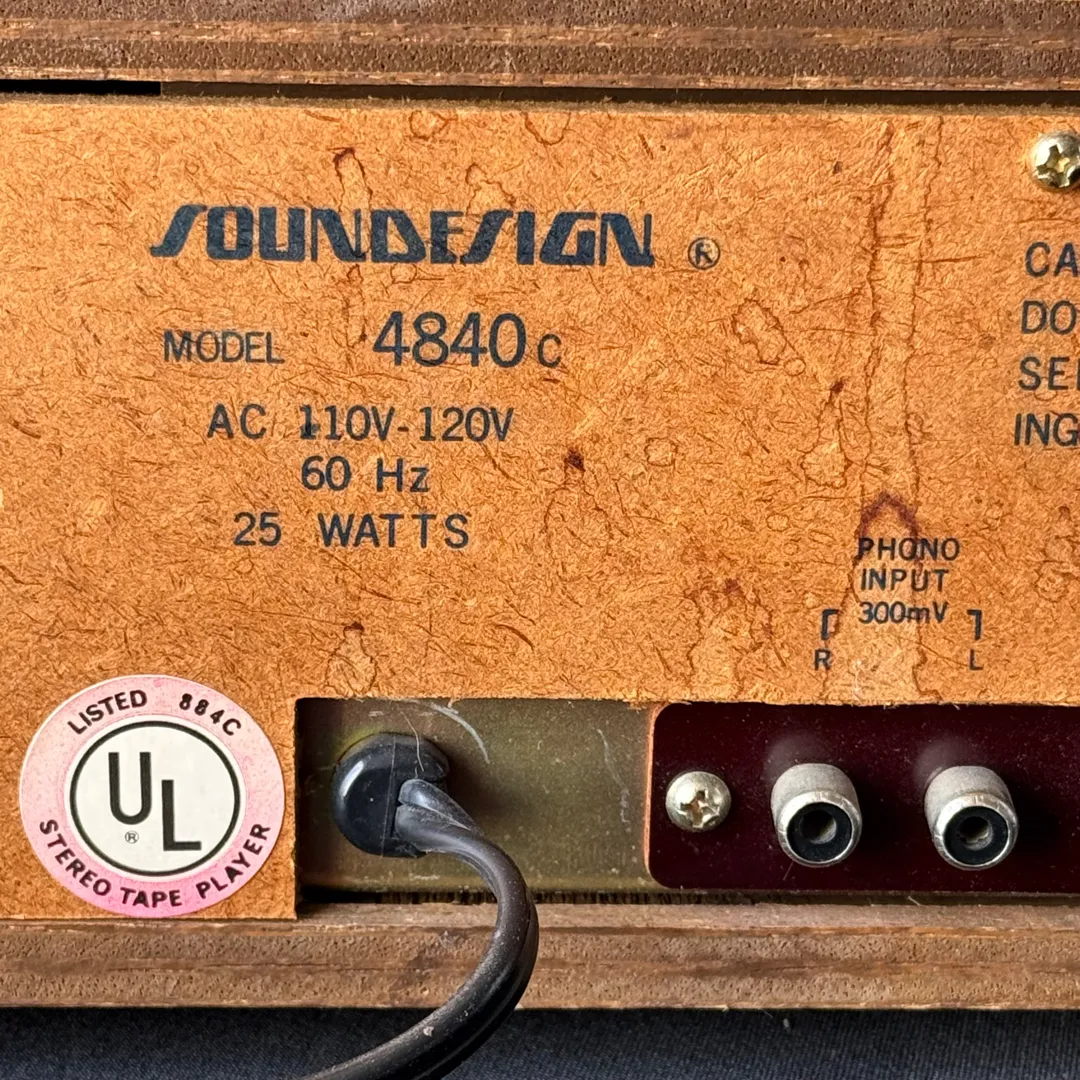 SOUNDESIGN ®
MODEL 4840 C
AC 110V-120V
60 Hz
25 WATTS
CA
DO
SE
ING
PHONO
INPUT
300mV
R L
LISTED 884C
UL
®
STEREO TAPE PLAYER